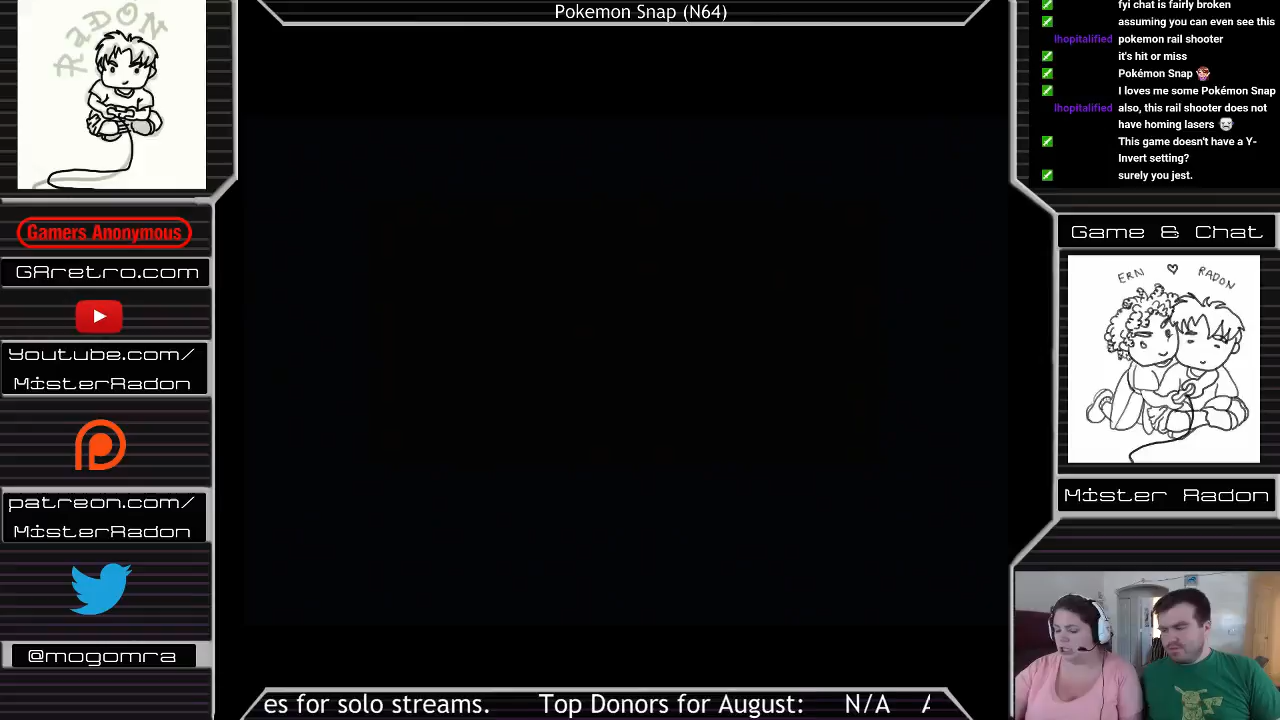 Pokemon Snap (N64)
RaDON
fyi chat is fairly broken
assuming you can even see this
lhopitalified pokemon rail shooter
it's hit or miss
Pokémon Snap
I loves me some Pokémon Snap
lhopitalified also, this rail shooter does not
have homing lasers
This game doesn't have a Y-
Invert setting?
surely you jest.
Gamers Anonymous
GAretro.com
Youtube.com/
MisterRadon
patreon.com/
MisterRadon
@mogomra
Game & Chat
ERN RADON
Mister Radon
es for solo streams. Top Donors for August: N/A